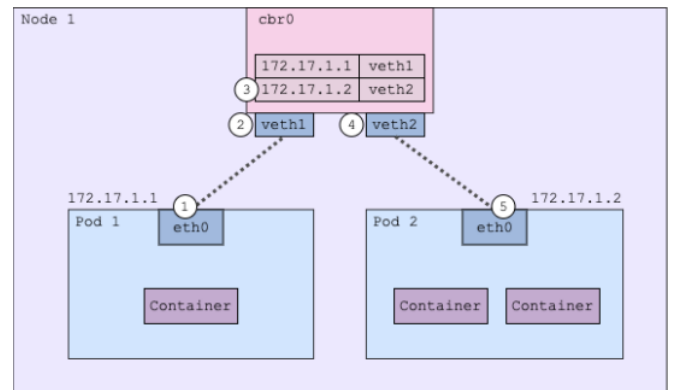 Node 1
cbr0
172.17.1.1 veth1
3 172.17.1.2 veth2
2 veth1
4 veth2
172.17.1.1
1
5
172.17.1.2
Pod 1
eth0
Pod 2
eth0
Container
Container
Container